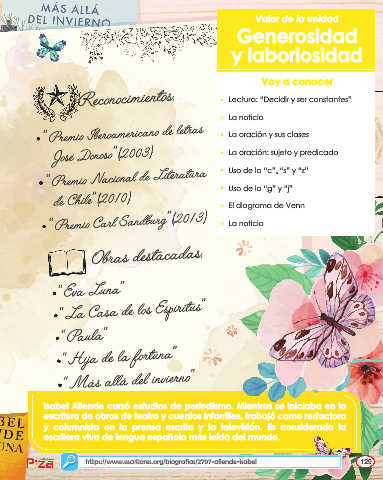 MÁS ALLÁ
DEL INVIERNO
Valor de la unidad
Generosidad
y laboriosidad
Voy a conocer
• Lectura: "Decidir y ser constantes"
• La noticia
• La oración y sus clases
• La oración: sujeto y predicado
• Uso de la "c", "s" y "z"
• Uso de la "g" y "j"
• El diagrama de Venn
• La noticia
Reconocimientos:
• "Premio Iberoamericano de letras
José Donoso" (2003)
• "Premio Nacional de Literatura
de Chile" (2010)
• "Premio Carl Sandburg" (2013)
Obras destacadas:
• "Eva Luna"
• "La Casa de los Espíritus"
• "Paula"
• "Hija de la fortuna"
• "Más allá del invierno"
Isabel Allende cursó estudios de periodismo. Mientras se iniciaba en la
escritura de obras de teatro y cuentos infantiles, trabajó como redactora
y columnista en la prensa escrita y la televisión. Es considerada la
escritora viva de lengua española más leída del mundo.
BEL
NDE
ONA
https://www.escritores.org/biografias/2797-allende-isabel
125